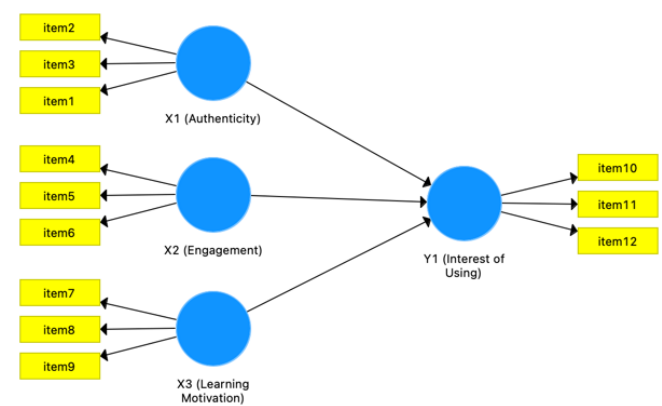 item2
item3
item1
X1 (Authenticity)
item4
item5
item6
X2 (Engagement)
item7
item8
item9
X3 (Learning
Motivation)
Y1 (Interest of
Using)
item10
item11
item12